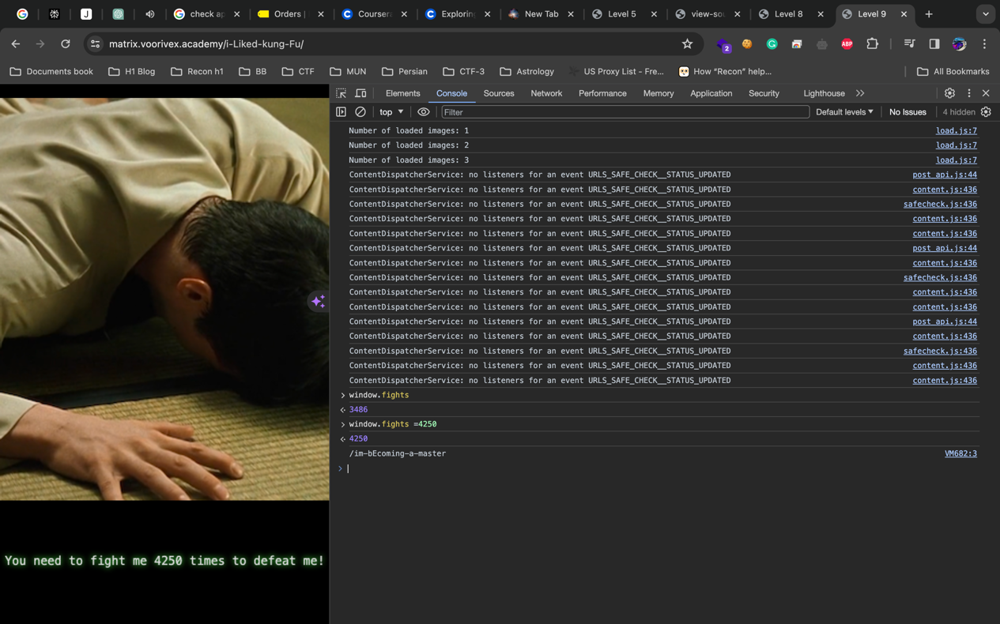 check ap
Orders |
Course
Explorin
New Tab
Level 5
view-sou
Level 8
Level 9
matrix.voorivex.academy/i-Liked-kung-Fu/
2
ABP
Documents book
H1 Blog
Recon h1
BB
CTF
MUN
Persian
CTF-3
Astrology
US Proxy List - Fre...
How “Recon” help...
All Bookmarks
Elements
Console
Sources
Network
Performance
Memory
Application
Security
Lighthouse
top
Filter
Default levels
No Issues
4 hidden
Number of loaded images: 1 load.js:7
Number of loaded images: 2 load.js:7
Number of loaded images: 3 load.js:7
ContentDispatcherService: no listeners for an event URLS_SAFE_CHECK__STATUS_UPDATED post_api.js:44
ContentDispatcherService: no listeners for an event URLS_SAFE_CHECK__STATUS_UPDATED content.js:436
ContentDispatcherService: no listeners for an event URLS_SAFE_CHECK__STATUS_UPDATED safecheck.js:436
ContentDispatcherService: no listeners for an event URLS_SAFE_CHECK__STATUS_UPDATED content.js:436
ContentDispatcherService: no listeners for an event URLS_SAFE_CHECK__STATUS_UPDATED content.js:436
ContentDispatcherService: no listeners for an event URLS_SAFE_CHECK__STATUS_UPDATED post_api.js:44
ContentDispatcherService: no listeners for an event URLS_SAFE_CHECK__STATUS_UPDATED content.js:436
ContentDispatcherService: no listeners for an event URLS_SAFE_CHECK__STATUS_UPDATED safecheck.js:436
ContentDispatcherService: no listeners for an event URLS_SAFE_CHECK__STATUS_UPDATED content.js:436
ContentDispatcherService: no listeners for an event URLS_SAFE_CHECK__STATUS_UPDATED content.js:436
ContentDispatcherService: no listeners for an event URLS_SAFE_CHECK__STATUS_UPDATED post_api.js:44
ContentDispatcherService: no listeners for an event URLS_SAFE_CHECK__STATUS_UPDATED content.js:436
ContentDispatcherService: no listeners for an event URLS_SAFE_CHECK__STATUS_UPDATED safecheck.js:436
ContentDispatcherService: no listeners for an event URLS_SAFE_CHECK__STATUS_UPDATED content.js:436
ContentDispatcherService: no listeners for an event URLS_SAFE_CHECK__STATUS_UPDATED content.js:436
window.fights
3486
window.fights =4250
4250
/im-bEcoming-a-master VM682:3
You need to fight me 4250 times to defeat me!